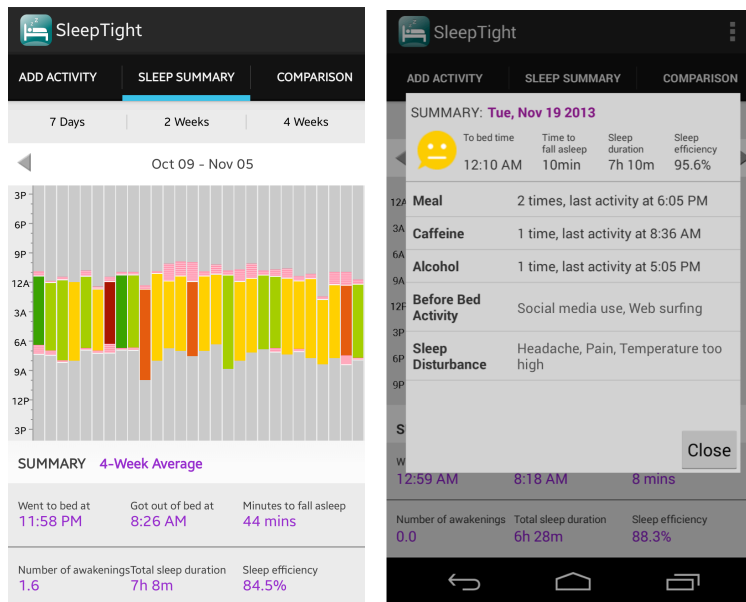 SleepTight
ADD ACTIVITY SLEEP SUMMARY COMPARISON
7 Days 2 Weeks 4 Weeks
Oct 09 - Nov 05
3P
6P
9P
12A
3A
6A
9A
12P
3P
SUMMARY 4-Week Average
Went to bed at Got out of bed at Minutes to fall asleep
11:58 PM 8:26 AM 44 mins
Number of awakenings Total sleep duration Sleep efficiency
1.6 7h 8m 84.5%
SleepTight
ADD ACTIVITY SLEEP SUMMARY COMPARISON
SUMMARY: Tue, Nov 19 2013
To bed time Time to fall asleep Sleep duration Sleep efficiency
12:10 AM 10min 7h 10m 95.6%
Meal 2 times, last activity at 6:05 PM
Caffeine 1 time, last activity at 8:36 AM
Alcohol 1 time, last activity at 5:05 PM
Before Bed Activity Social media use, Web surfing
Sleep Disturbance Headache, Pain, Temperature too
high
Close
12A
3A
6A
9A
12P
3P
6P
9P
S
W
12:59 AM 8:18 AM 8 mins
Number of awakenings Total sleep duration Sleep efficiency
0.0 6h 28m 88.3%